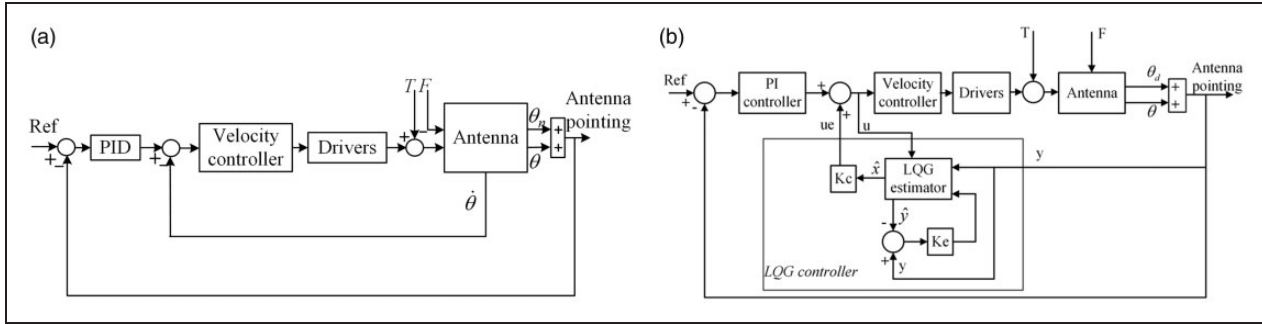 (a)
T F
Antenna
pointing
Ref
PID
Velocity
controller
Drivers
Antenna
θn
θ
θ̇
+
-
+
-
+
-
+
+
(b)
T
F
Ref
PI
controller
Velocity
controller
Drivers
Antenna
θd
θ
Antenna
pointing
+
-
+
+
+
+
ue
u
y
Kc
x̂
LQG
estimator
ŷ
-
+
Ke
y
LQG controller